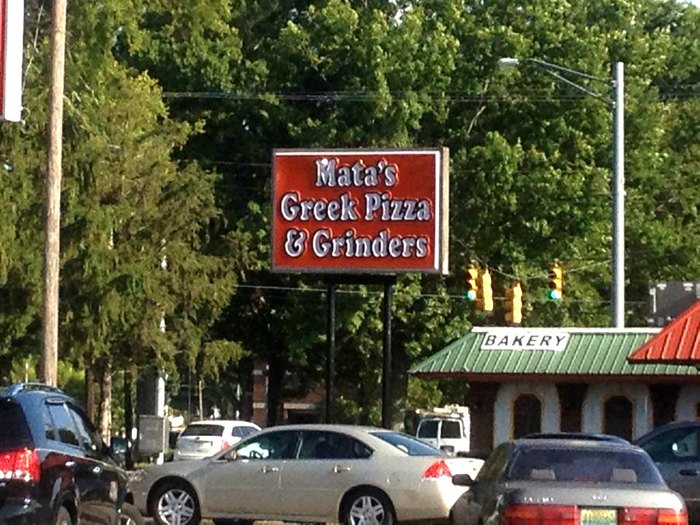 Mata's
Greek Pizza
& Grinders
BAKERY